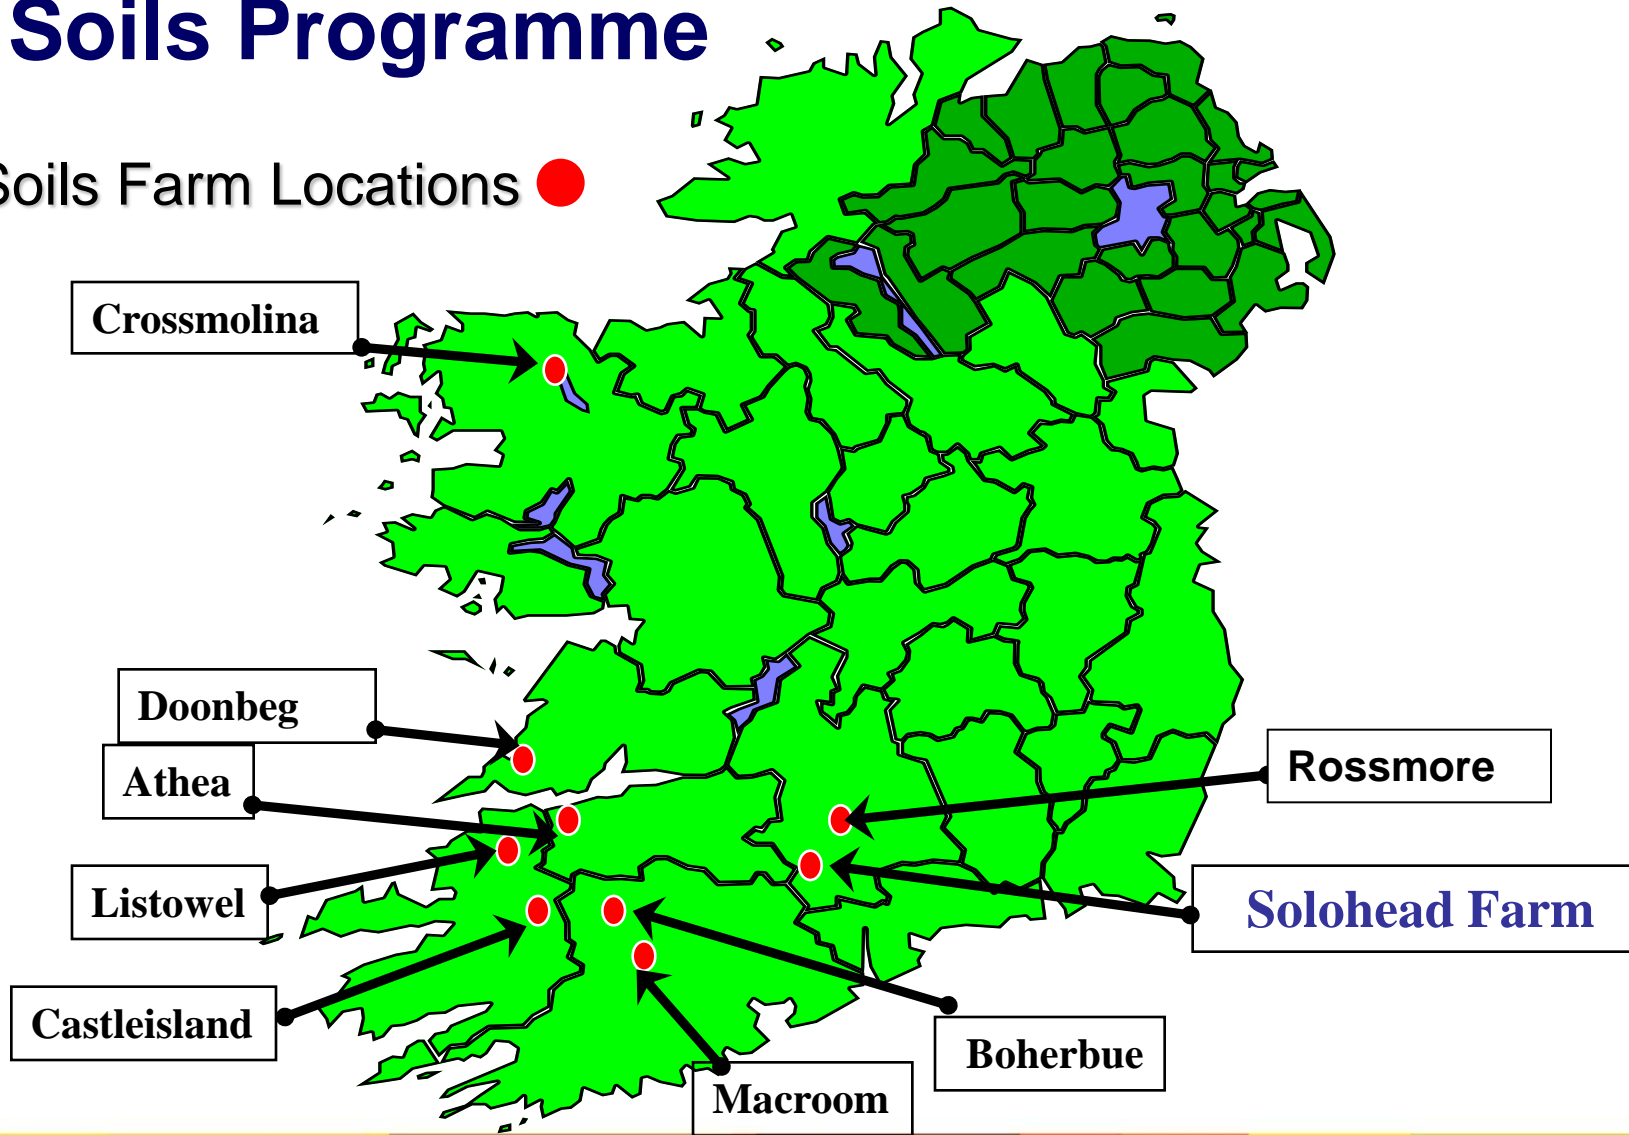 Soils Programme
Soils Farm Locations
Crossmolina
Doonbeg
Athea
Rossmore
Listowel
Solohead Farm
Castleisland
Boherbue
Macroom